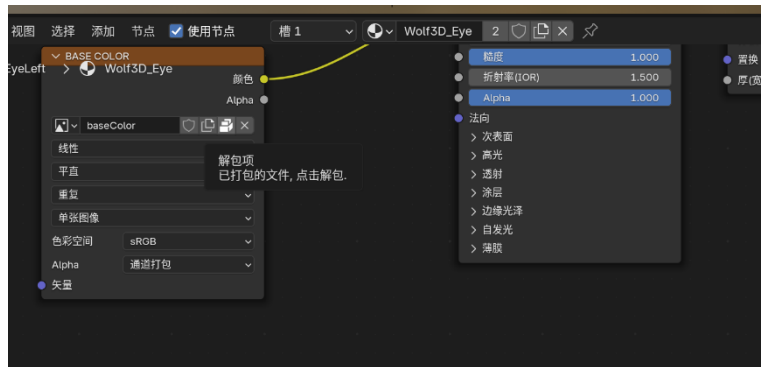 视图 选择 添加 节点 使用节点 槽 1 Wolf3D_Eye 2
BASE COLOR
EyeLeft > Wolf3D_Eye
颜色
Alpha
baseColor
线性
平直
重复
单张图像
色彩空间 sRGB
Alpha 通道打包
矢量
解包项
已打包的文件, 点击解包.
糙度 1.000
折射率(IOR) 1.500
Alpha 1.000
法向
次表面
高光
透射
涂层
边缘光泽
自发光
薄膜
置换